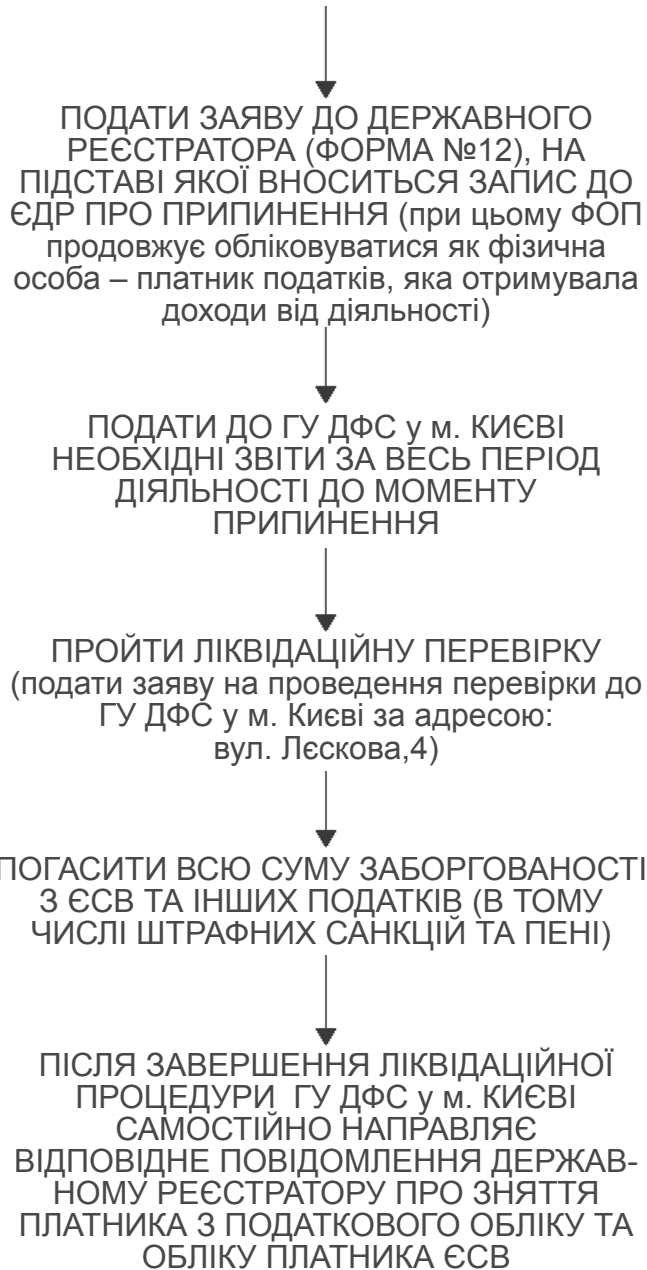 ПОДАТИ ЗАЯВУ ДО ДЕРЖАВНОГО
РЕЄСТРАТОРА (ФОРМА №12), НА
ПІДСТАВІ ЯКОЇ ВНОСИТЬСЯ ЗАПИС ДО
ЄДР ПРО ПРИПИНЕННЯ (при цьому ФОП
продовжує обліковуватися як фізична
особа – платник податків, яка отримувала
доходи від діяльності)
ПОДАТИ ДО ГУ ДФС у м. КИЄВІ
НЕОБХІДНІ ЗВІТИ ЗА ВЕСЬ ПЕРІОД
ДІЯЛЬНОСТІ ДО МОМЕНТУ
ПРИПИНЕННЯ
ПРОЙТИ ЛІКВІДАЦІЙНУ ПЕРЕВІРКУ
(подати заяву на проведення перевірки до
ГУ ДФС у м. Києві за адресою:
вул. Лєскова,4)
ПОГАСИТИ ВСЮ СУМУ ЗАБОРГОВАНОСТІ
З ЄСВ ТА ІНШИХ ПОДАТКІВ (В ТОМУ
ЧИСЛІ ШТРАФНИХ САНКЦІЙ ТА ПЕНІ)
ПІСЛЯ ЗАВЕРШЕННЯ ЛІКВІДАЦІЙНОЇ
ПРОЦЕДУРИ  ГУ ДФС у м. КИЄВІ
САМОСТІЙНО НАПРАВЛЯЄ
ВІДПОВІДНЕ ПОВІДОМЛЕННЯ ДЕРЖАВ-
НОМУ РЕЄСТРАТОРУ ПРО ЗНЯТТЯ
ПЛАТНИКА З ПОДАТКОВОГО ОБЛІКУ ТА
ОБЛІКУ ПЛАТНИКА ЄСВ